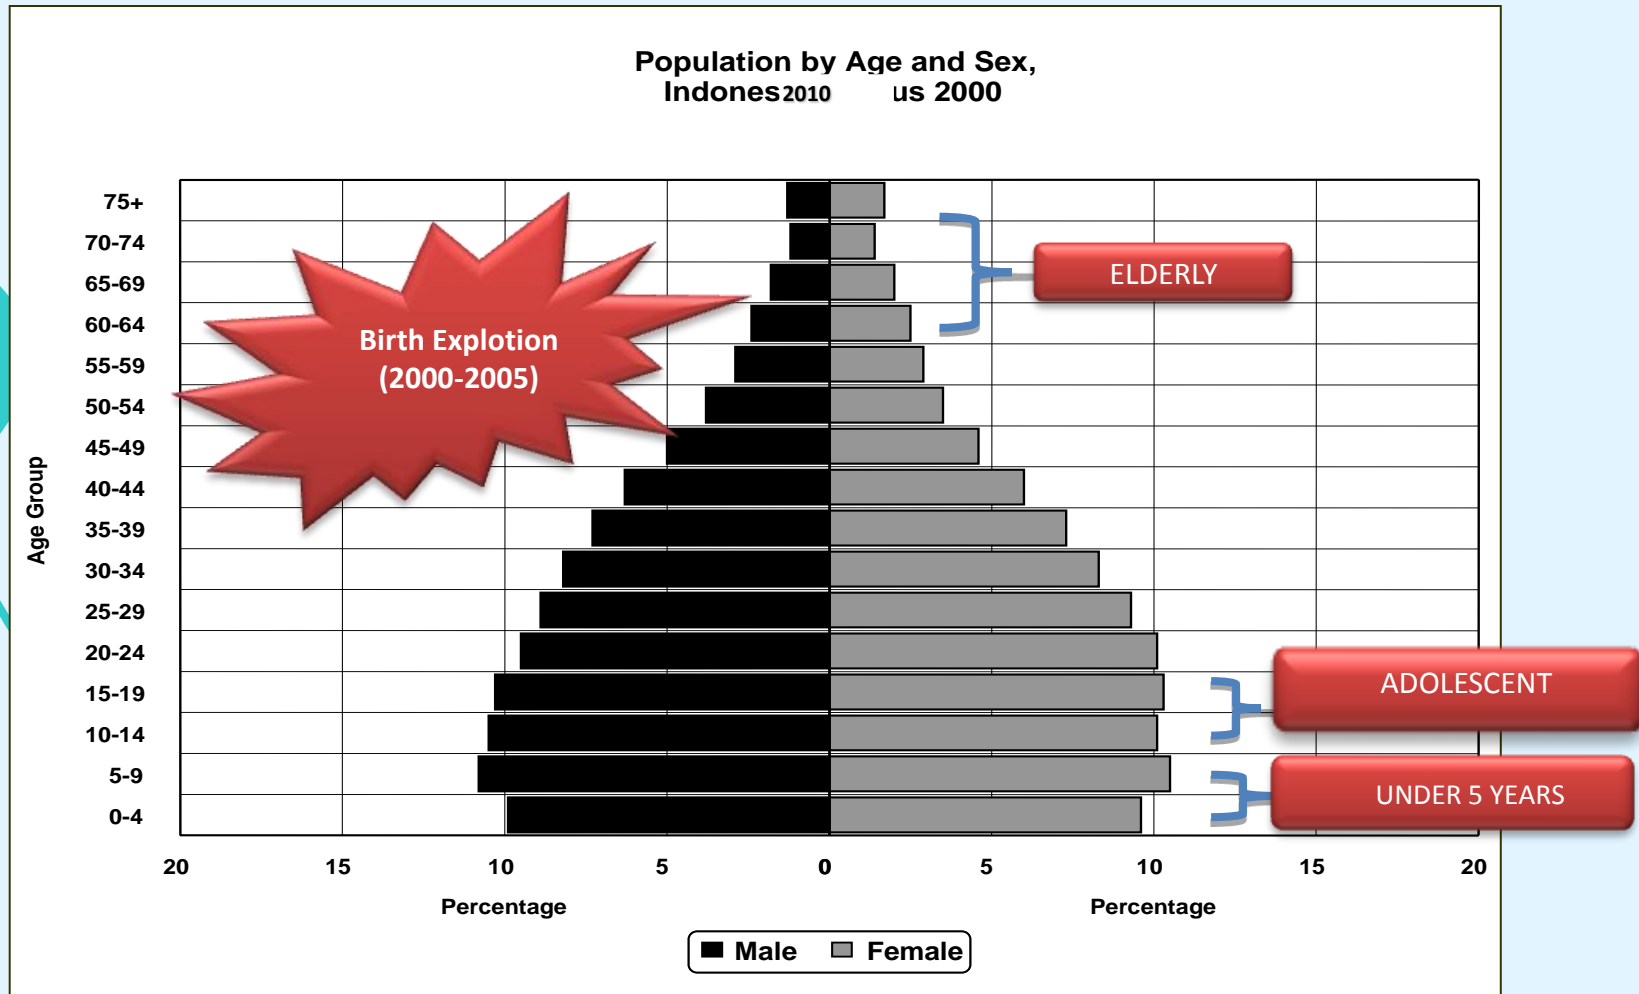 Population by Age and Sex,
Indones 2010 us 2000
75+
70-74
65-69
60-64
55-59
50-54
45-49
40-44
35-39
30-34
25-29
20-24
15-19
10-14
5-9
0-4
Age Group
Birth Explotion
(2000-2005)
ELDERLY
ADOLESCENT
UNDER 5 YEARS
20 15 10 5 0 5 10 15 20
Percentage Percentage
Male Female